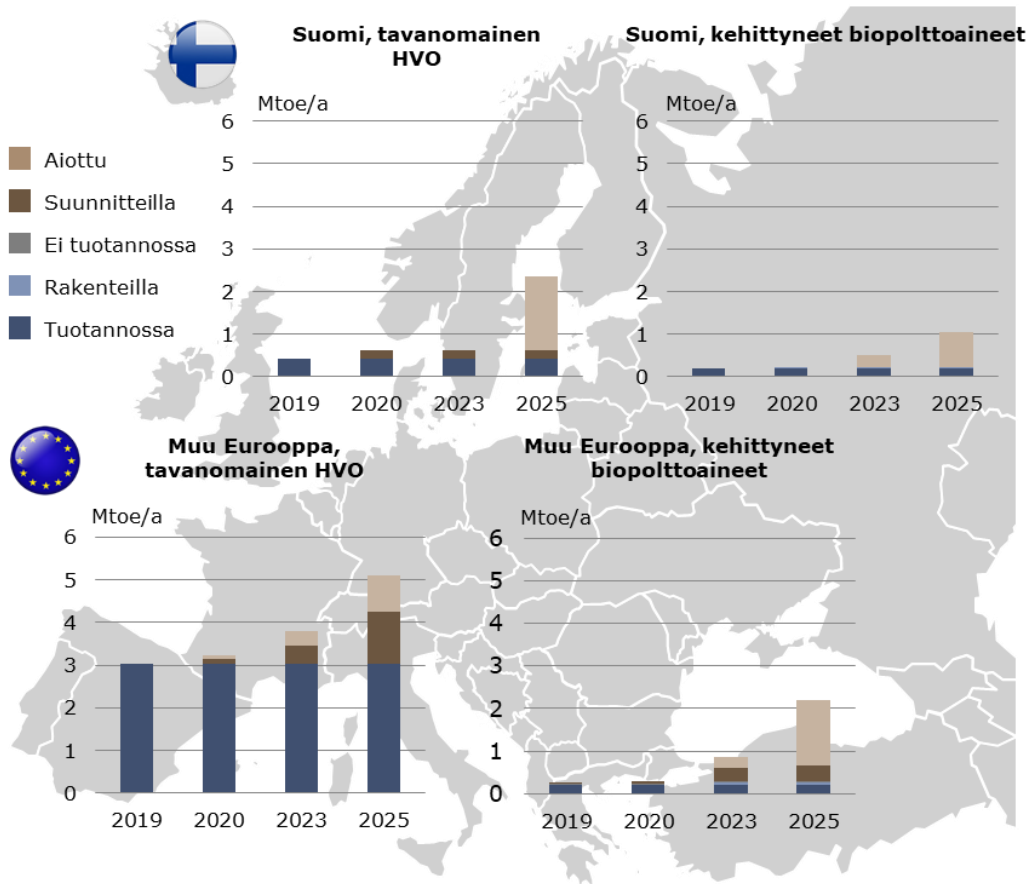 Suomi, tavanomainen
HVO
Suomi, kehittyneet biopolttoaineet
Aiottu
Suunnitteilla
Ei tuotannossa
Rakenteilla
Tuotannossa
Mtoe/a
6
5
4
3
2
1
0
2019 2020 2023 2025
Mtoe/a
6
5
4
3
2
1
0
2019 2020 2023 2025
Muu Eurooppa,
tavanomainen HVO
Mtoe/a
6
5
4
3
2
1
0
2019 2020 2023 2025
Muu Eurooppa, kehittyneet
biopolttoaineet
Mtoe/a
6
5
4
3
2
1
0
2019 2020 2023 2025